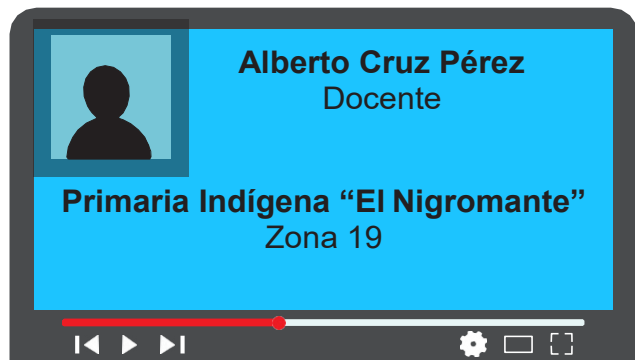 Alberto Cruz Pérez
Docente
Primaria Indígena “El Nigromante”
Zona 19